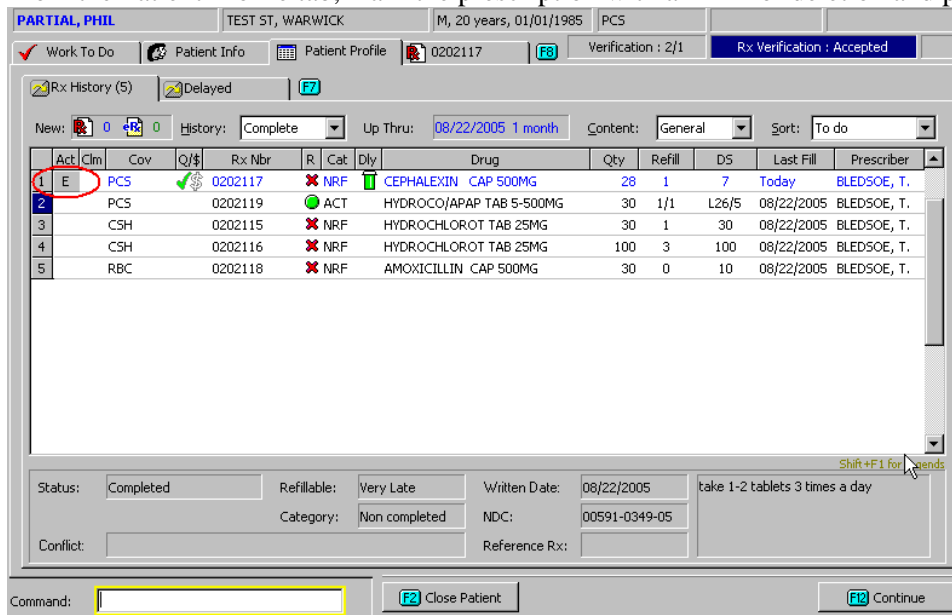 PARTIAL, PHIL TEST ST, WARWICK M, 20 years, 01/01/1985 PCS
Work To Do Patient Info Patient Profile 0202117 F8 Verification : 2/1 Rx Verification : Accepted
Rx History (5) Delayed F7
New: 0 eRx 0 History: Complete Up Thru: 08/22/2005 1 month Content: General Sort: To do
Act Clm Cov Q/$ Rx Nbr R Cat Dly Drug Qty Refill DS Last Fill Prescriber
1 E PCS $ 0202117 NRF CEPHALEXIN CAP 500MG 28 1 7 Today BLEDSOE, T.
2 PCS 0202119 ACT HYDROCO/APAP TAB 5-500MG 30 1/1 L26/5 08/22/2005 BLEDSOE, T.
3 CSH 0202115 NRF HYDROCHLOROT TAB 25MG 30 1 30 08/22/2005 BLEDSOE, T.
4 CSH 0202116 NRF HYDROCHLOROT TAB 25MG 100 3 100 08/22/2005 BLEDSOE, T.
5 RBC 0202118 NRF AMOXICILLIN CAP 500MG 30 0 10 08/22/2005 BLEDSOE, T.
Shift+F1 for
Status: Completed Refillable: Very Late Written Date: 08/22/2005 take 1-2 tablets 3 times a day
Category: Non completed NDC: 00591-0349-05
Conflict: Reference Rx:
Command: F2 Close Patient F12 Continue